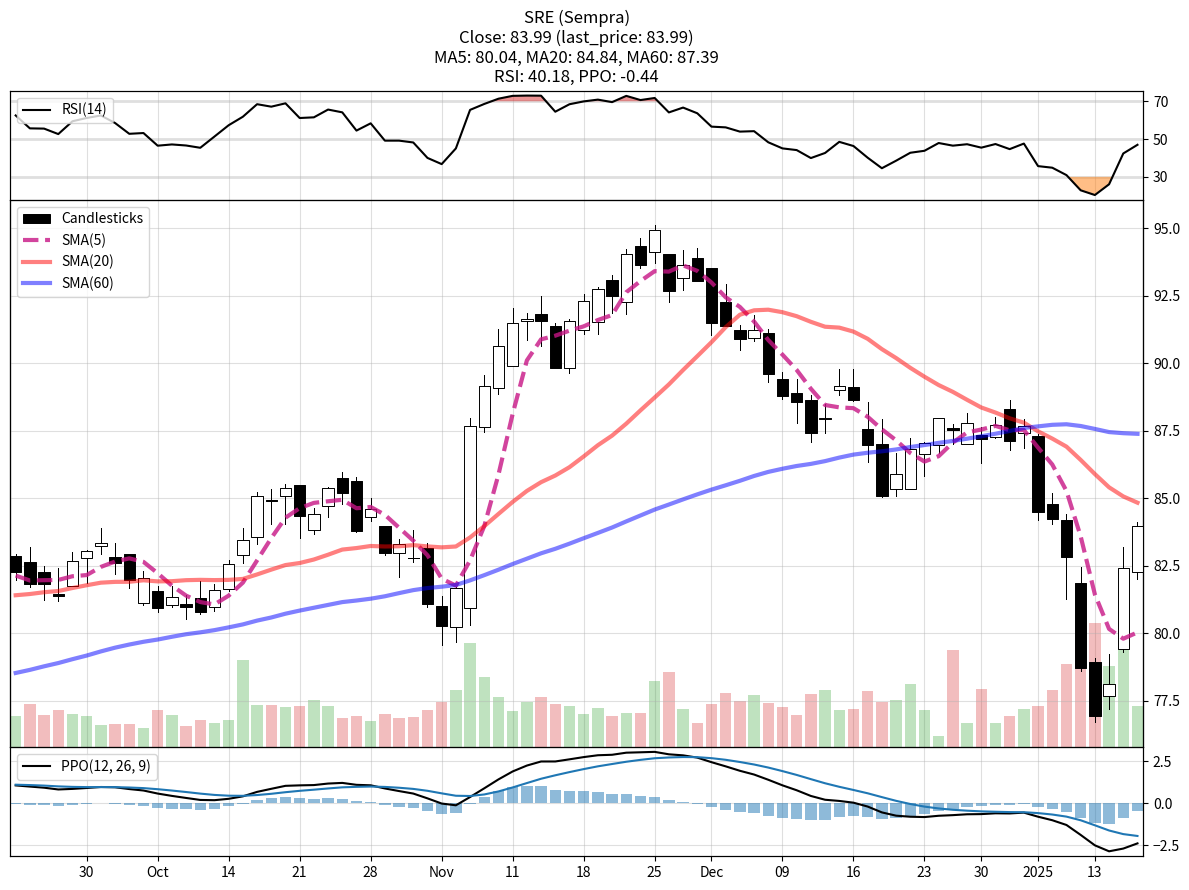 SRE (Sempra)
Close: 83.99 (last_price: 83.99)
MA5: 80.04, MA20: 84.84, MA60: 87.39
RSI: 40.18, PPO: -0.44
RSI(14)
70
50
30
Candlesticks
SMA(5)
SMA(20)
SMA(60)
95.0
92.5
90.0
87.5
85.0
82.5
80.0
77.5
PPO(12, 26, 9)
2.5
0.0
−2.5
30 Oct 14 21 28 Nov 11 18 25 Dec 09 16 23 30 2025 13